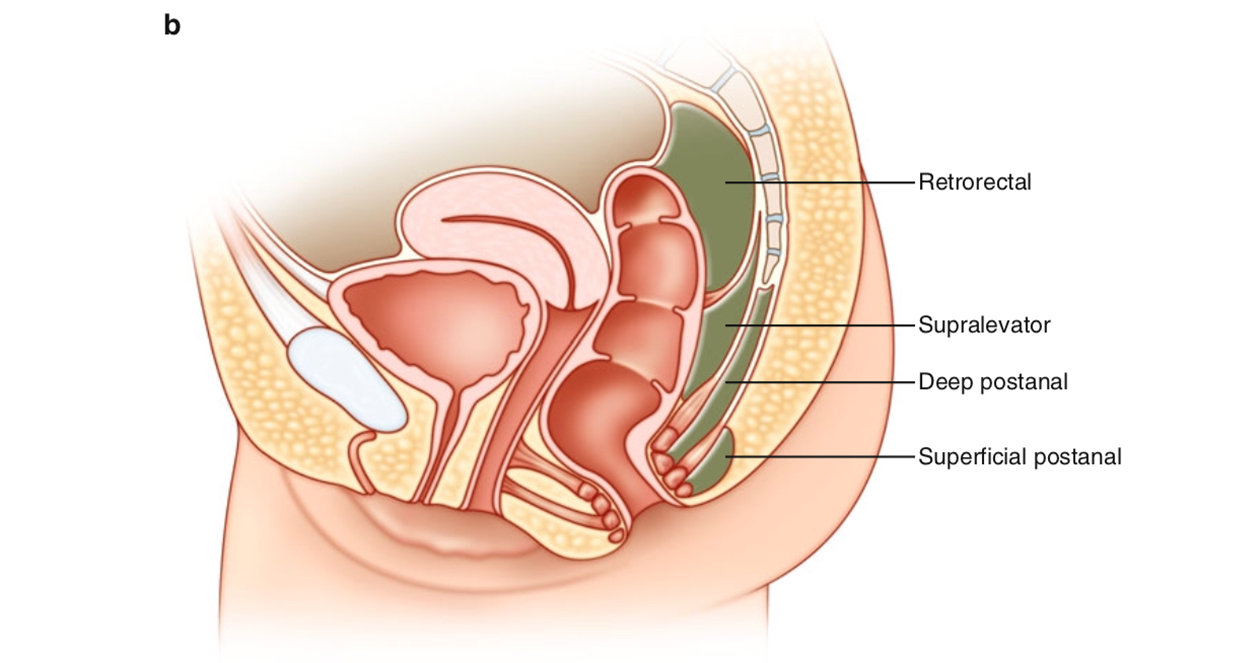 b
Retrorectal
Supralevator
Deep postanal
Superficial postanal